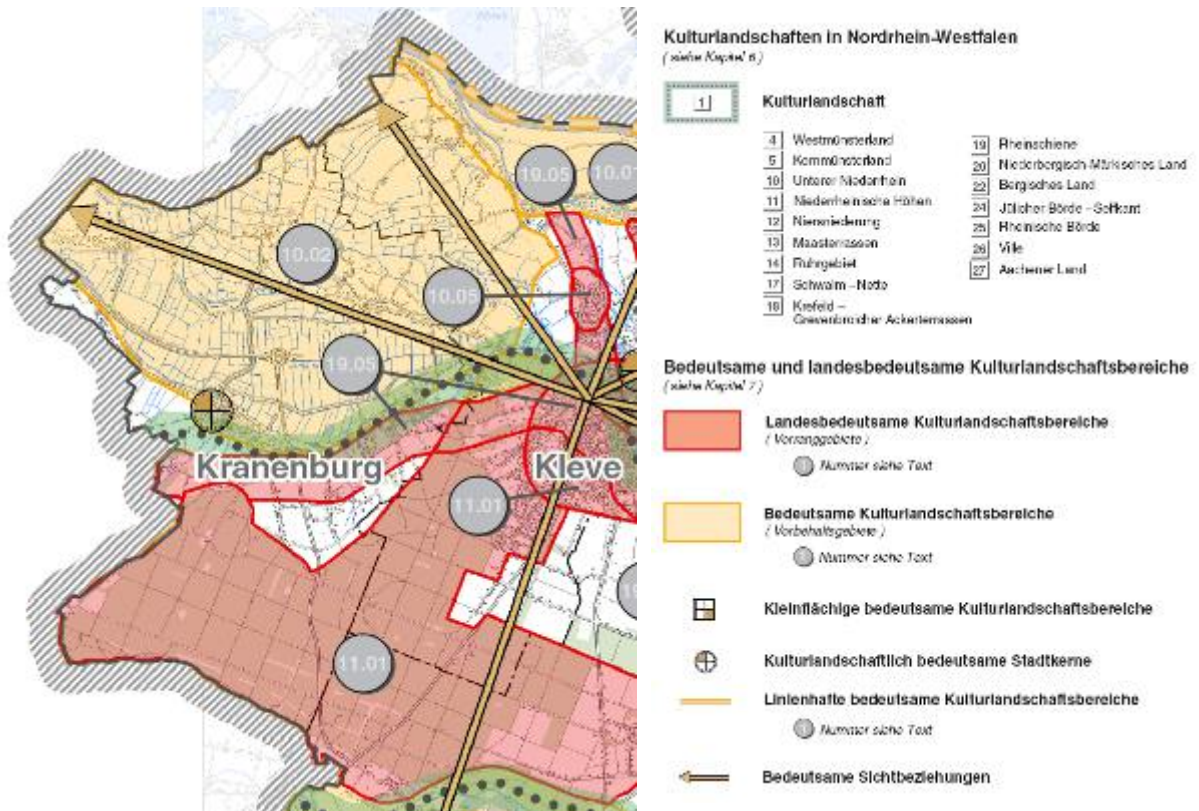 19.05
10.02
10.05
19.05
Kranenburg
Kleve
11.01
11.01
Kulturlandschaften in Nordrhein-Westfalen
( siehe Kapitel 6 )
1 Kulturlandschaft
4 Westmünsterland
5 Kernmünsterland
10 Unterer Niederrhein
11 Niederrheinische Höhen
12 Niersniederung
13 Maasterrassen
14 Ruhrgebiet
17 Schwalm – Nette
18 Krefeld –
Grevenbroicher Ackerterrassen
19 Rheinschiene
20 Niederbergisch-Märkisches Land
22 Bergisches Land
24 Jülicher Börde – Selfkant
25 Rheinische Börde
26 Ville
27 Aachener Land
Bedeutsame und landesbedeutsame Kulturlandschaftsbereiche
( siehe Kapitel 7 )
Landesbedeutsame Kulturlandschaftsbereiche
( Vorranggebiete )
Nummer siehe Text
Bedeutsame Kulturlandschaftsbereiche
( Vorbehaltsgebiete )
Nummer siehe Text
Kleinflächige bedeutsame Kulturlandschaftsbereiche
Kulturlandschaftlich bedeutsame Stadtkerne
Linienhafte bedeutsame Kulturlandschaftsbereiche
Nummer siehe Text
Bedeutsame Sichtbeziehungen